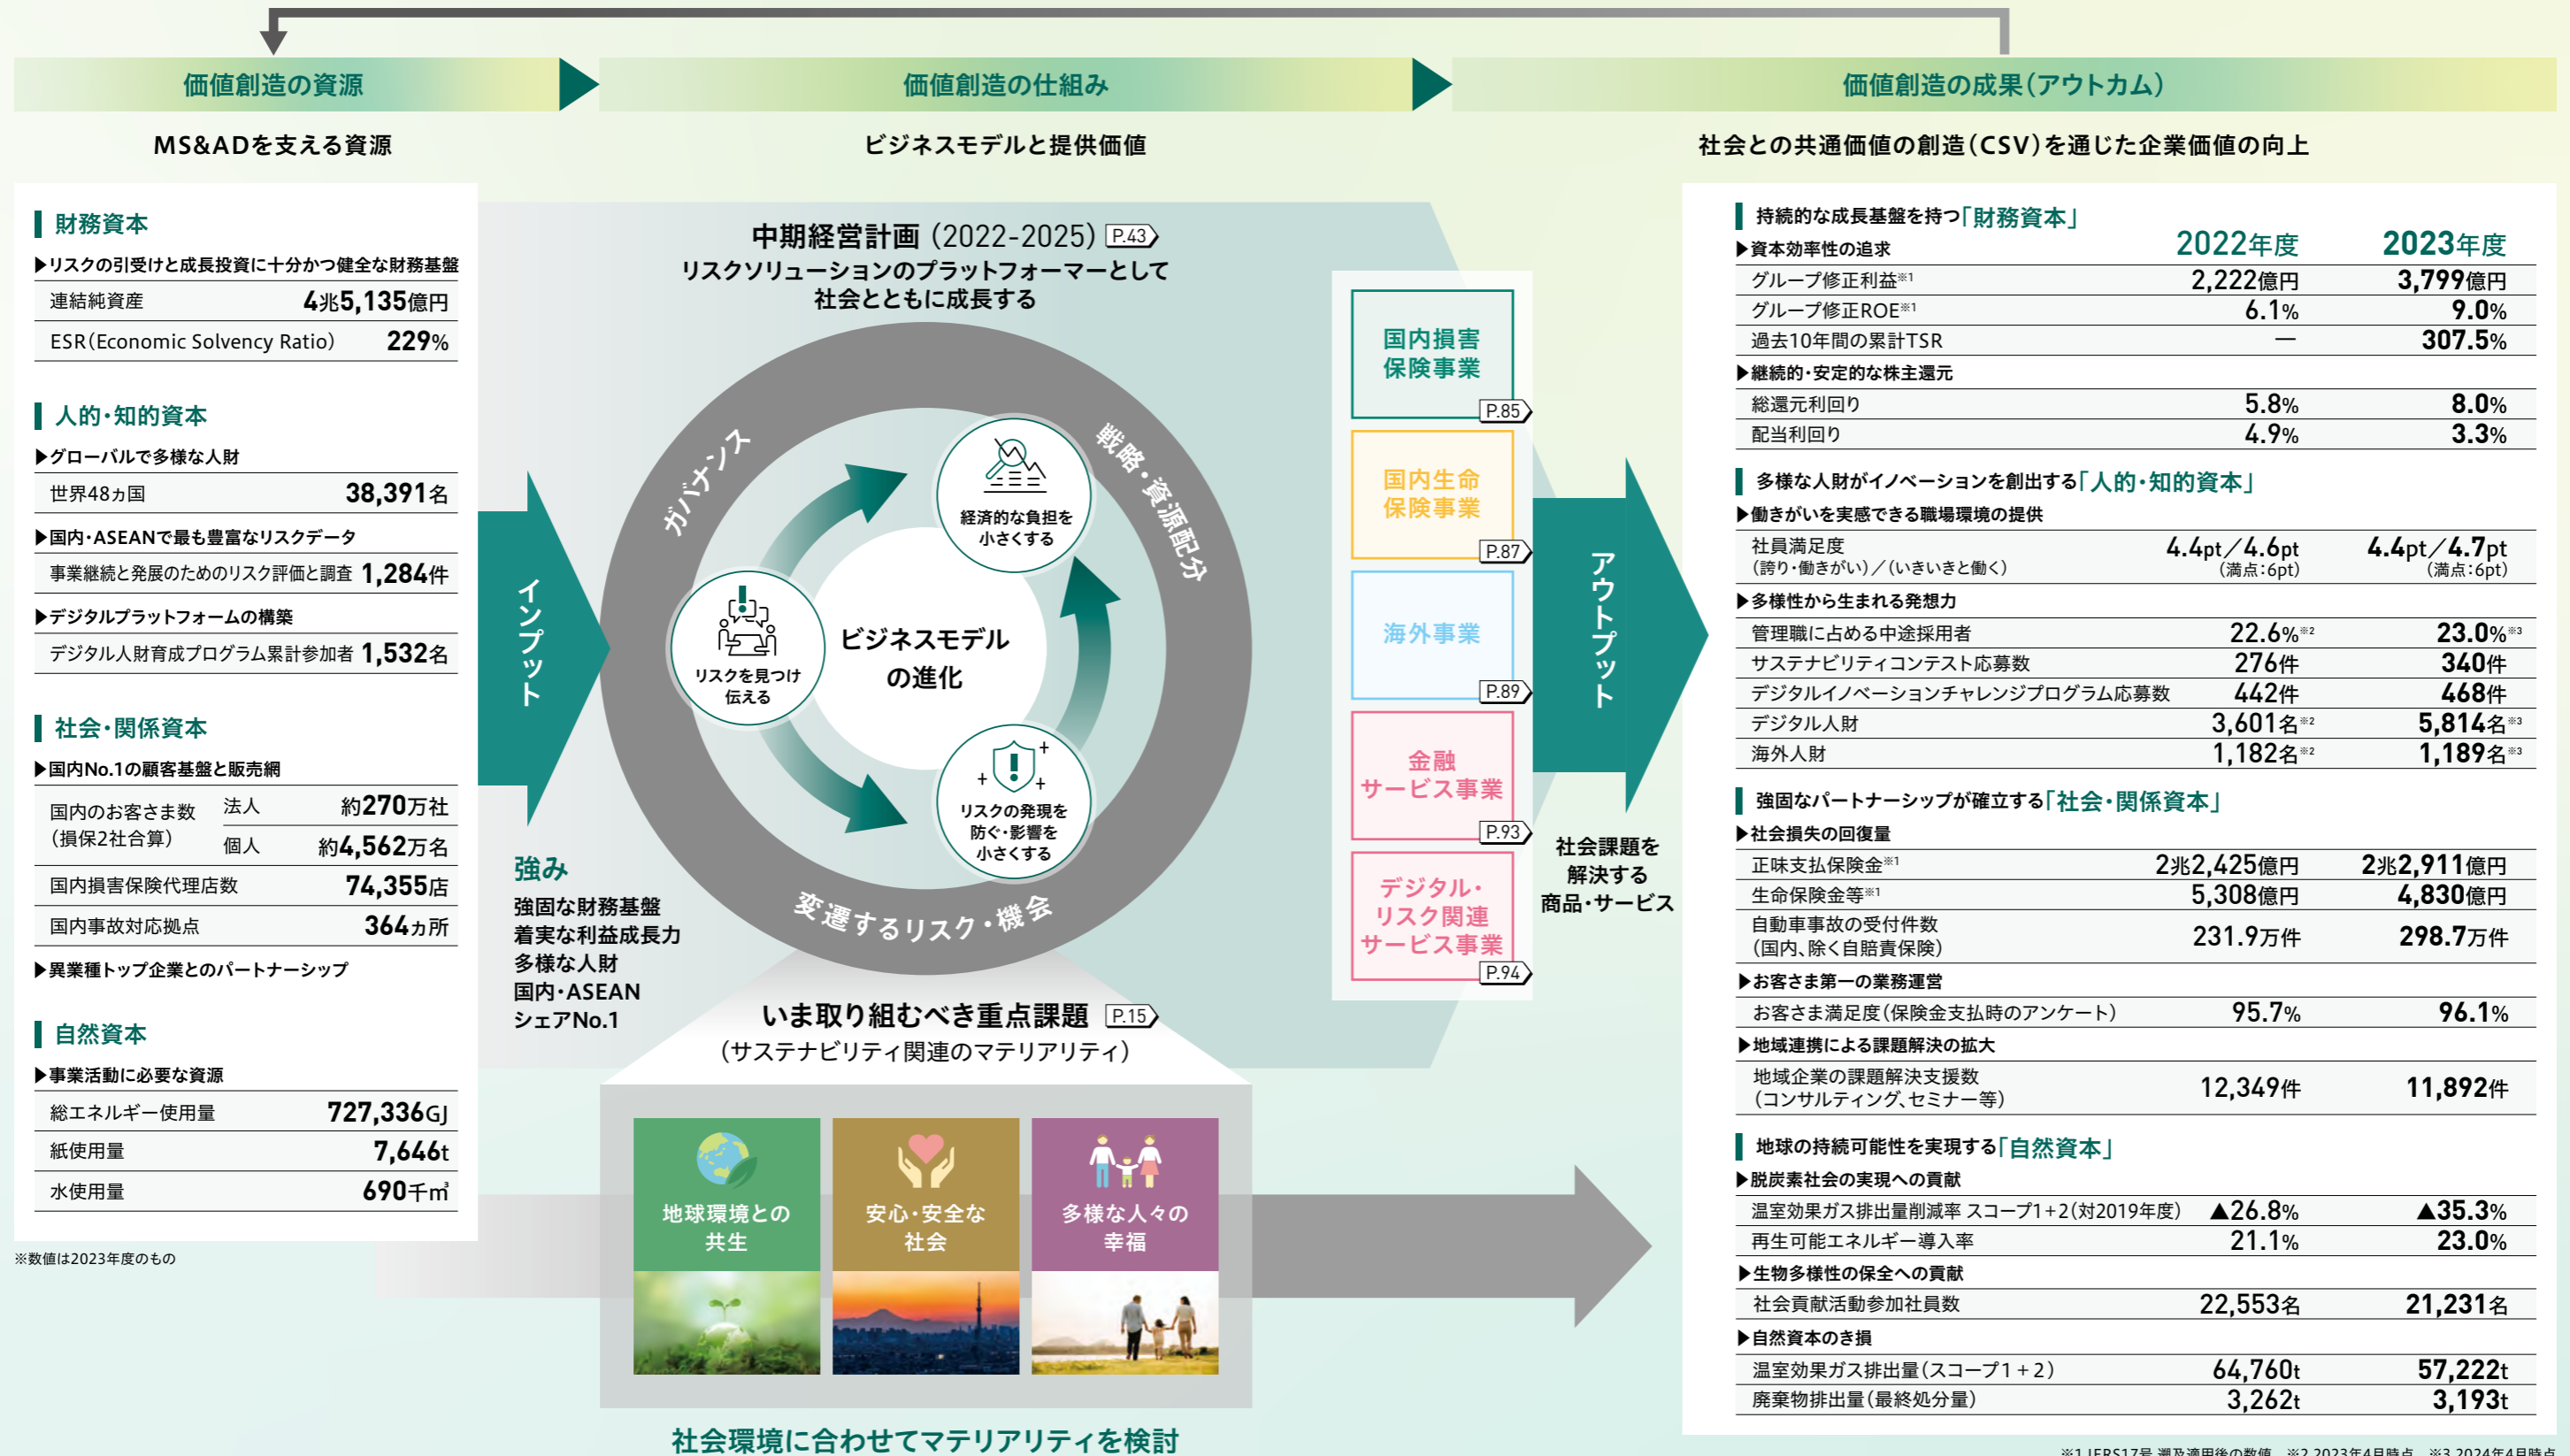 価値創造の資源
価値創造の仕組み
価値創造の成果（アウトカム）
MS&ADを支える資源
ビジネスモデルと提供価値
社会との共通価値の創造（CSV）を通じた企業価値の向上
財務資本
▶リスクの引受けと成長投資に十分かつ健全な財務基盤
連結純資産 4兆5,135億円
ESR（Economic Solvency Ratio） 229%
人的・知的資本
▶グローバルで多様な人財
世界48ヵ国 38,391名
▶国内・ASEANで最も豊富なリスクデータ
事業継続と発展のためのリスク評価と調査 1,284件
▶デジタルプラットフォームの構築
デジタル人財育成プログラム累計参加者 1,532名
社会・関係資本
▶国内No.1の顧客基盤と販売網
国内のお客さま数
（損保2社合算）
法人 約270万社
個人 約4,562万名
国内損害保険代理店数 74,355店
国内事故対応拠点 364ヵ所
▶異業種トップ企業とのパートナーシップ
自然資本
▶事業活動に必要な資源
総エネルギー使用量 727,336GJ
紙使用量 7,646t
水使用量 690千㎥
※数値は2023年度のもの
インプット
強み
強固な財務基盤
着実な利益成長力
多様な人財
国内・ASEAN
シェアNo.1
中期経営計画（2022-2025） P.43
リスクソリューションのプラットフォーマーとして
社会とともに成長する
ガバナンス
戦略・資源配分
変遷するリスク・機会
経済的な負担を
小さくする
リスクを見つけ
伝える
ビジネスモデル
の進化
リスクの発現を
防ぐ・影響を
小さくする
いま取り組むべき重点課題 P.15
（サステナビリティ関連のマテリアリティ）
地球環境との
共生
安心・安全な
社会
多様な人々の
幸福
社会環境に合わせてマテリアリティを検討
国内損害
保険事業
P.85
国内生命
保険事業
P.87
海外事業
P.89
金融
サービス事業
P.93
デジタル・
リスク関連
サービス事業
P.94
アウトプット
社会課題を
解決する
商品・サービス
持続的な成長基盤を持つ「財務資本」
▶資本効率性の追求 2022年度 2023年度
グループ修正利益※1 2,222億円 3,799億円
グループ修正ROE※1 6.1% 9.0%
過去10年間の累計TSR ― 307.5%
▶継続的・安定的な株主還元
総還元利回り 5.8% 8.0%
配当利回り 4.9% 3.3%
多様な人財がイノベーションを創出する「人的・知的資本」
▶働きがいを実感できる職場環境の提供
社員満足度 4.4pt／4.6pt 4.4pt／4.7pt
（誇り・働きがい）／（いきいきと働く） （満点：6pt） （満点：6pt）
▶多様性から生まれる発想力
管理職に占める中途採用者 22.6%※2 23.0%※3
サステナビリティコンテスト応募数 276件 340件
デジタルイノベーションチャレンジプログラム応募数 442件 468件
デジタル人財 3,601名※2 5,814名※3
海外人財 1,182名※2 1,189名※3
強固なパートナーシップが確立する「社会・関係資本」
▶社会損失の回復量
正味支払保険金※1 2兆2,425億円 2兆2,911億円
生命保険金等※1 5,308億円 4,830億円
自動車事故の受付件数
（国内、除く自賠責保険） 231.9万件 298.7万件
▶お客さま第一の業務運営
お客さま満足度（保険金支払時のアンケート） 95.7% 96.1%
▶地域連携による課題解決の拡大
地域企業の課題解決支援数
（コンサルティング、セミナー等） 12,349件 11,892件
地球の持続可能性を実現する「自然資本」
▶脱炭素社会の実現への貢献
温室効果ガス排出量削減率 スコープ1+2（対2019年度） ▲26.8% ▲35.3%
再生可能エネルギー導入率 21.1% 23.0%
▶生物多様性の保全への貢献
社会貢献活動参加社員数 22,553名 21,231名
▶自然資本のき損
温室効果ガス排出量（スコープ1+2） 64,760t 57,222t
廃棄物排出量（最終処分量） 3,262t 3,193t
※1 IFRS17号 遡及適用後の数値 ※2 2023年4月時点 ※3 2024年4月時点